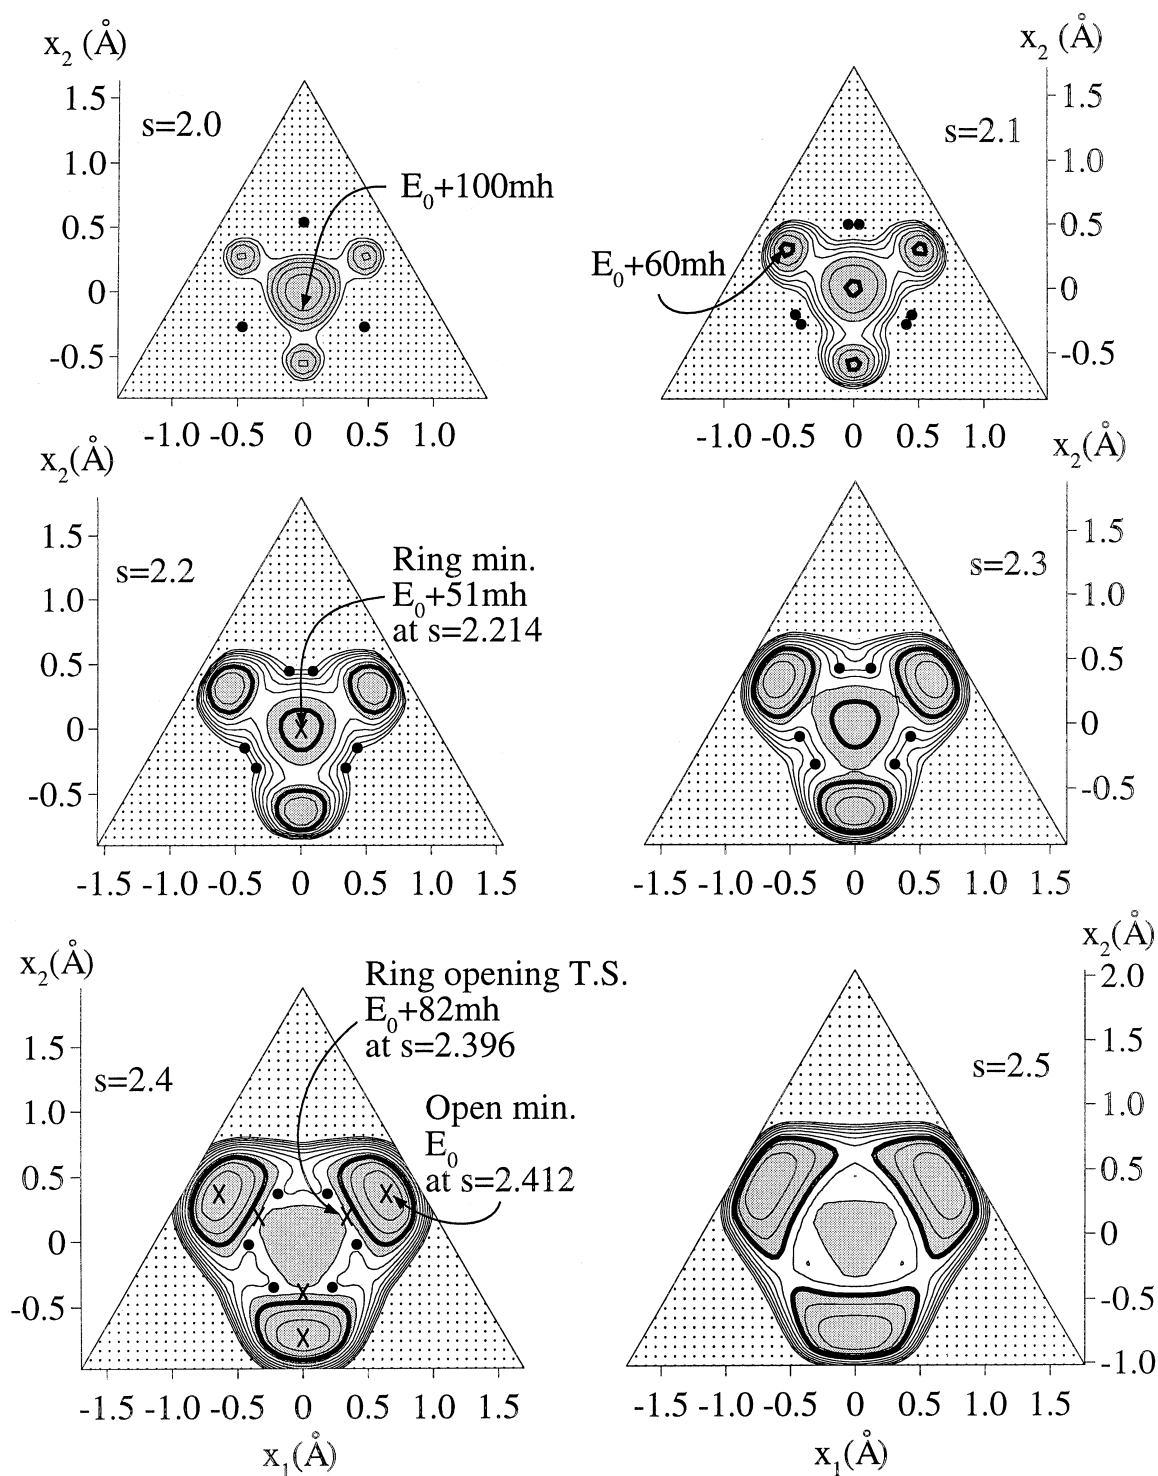 x2 (Å)
x2 (Å)
1.5
1.0
0.5
0
-0.5
s=2.0
E0+100mh
-1.0 -0.5 0 0.5 1.0
s=2.1
E0+60mh
1.5
1.0
0.5
0
-0.5
-1.0 -0.5 0 0.5 1.0
x2(Å)
x2(Å)
1.5
1.0
0.5
0
-0.5
s=2.2
Ring min.
E0+51mh
at s=2.214
-1.5 -1.0 -0.5 0 0.5 1.0 1.5
s=2.3
1.5
1.0
0.5
0
-0.5
-1.5 -1.0 -0.5 0 0.5 1.0 1.5
x2(Å)
x2(Å)
1.5
1.0
0.5
0
-0.5
s=2.4
Ring opening T.S.
E0+82mh
at s=2.396
Open min.
E0
at s=2.412
X X
X X
X
X
-1.5 -1.0 -0.5 0 0.5 1.0 1.5
x1(Å)
s=2.5
2.0
1.5
1.0
0.5
0
-0.5
-1.0
-1.5 -1.0 -0.5 0 0.5 1.0 1.5
x1(Å)